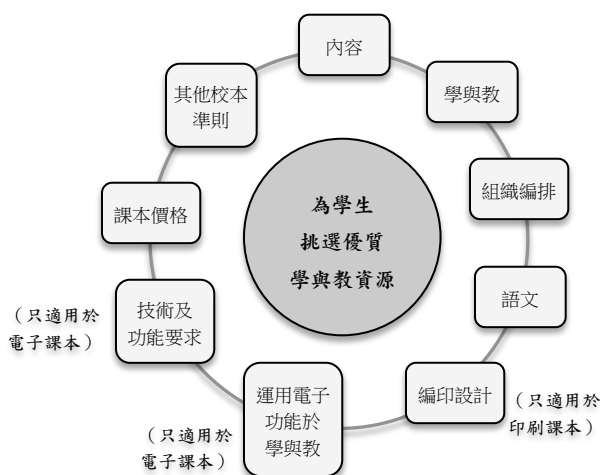 內容
學與教
組織編排
語文
編印設計
（只適用於
印刷課本）
運用電子
功能於
學與教
（只適用於
電子課本）
技術及
功能要求
（只適用於
電子課本）
課本價格
其他校本
準則
為學生
挑選優質
學與教資源